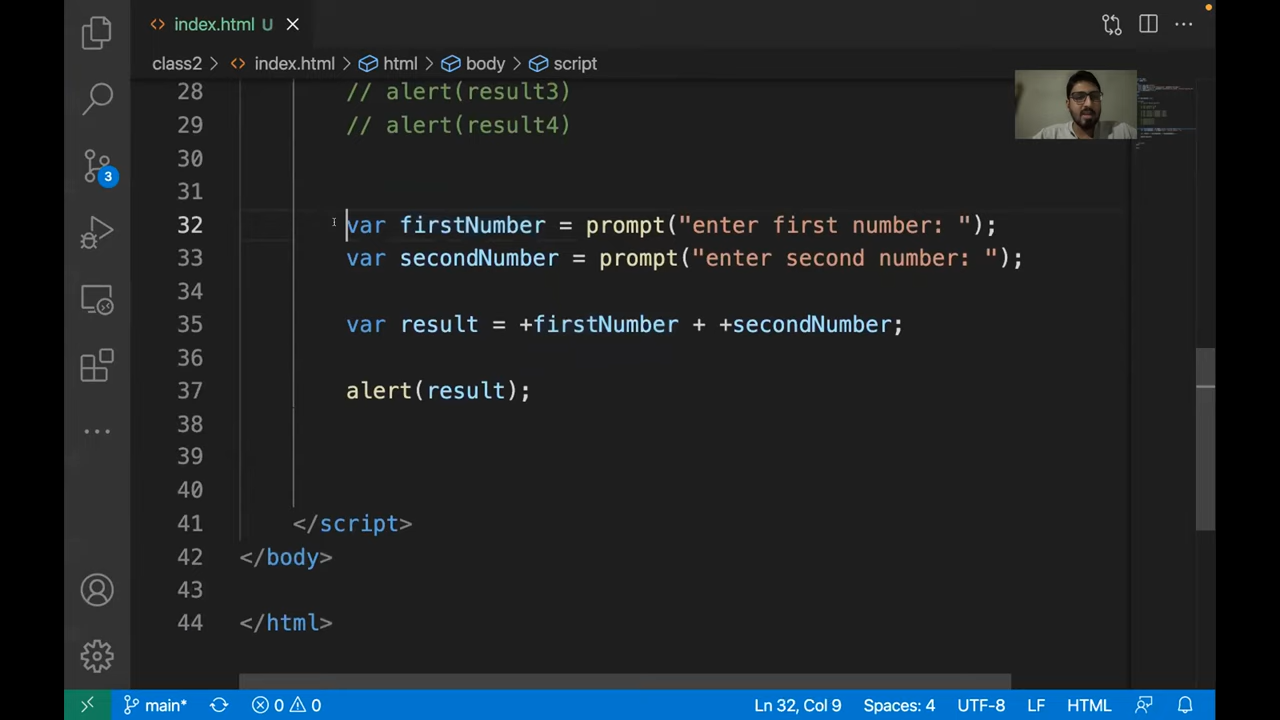 index.html U
class2 > index.html > html > body > script
28 // alert(result3)
29 // alert(result4)
30
31
32 var firstNumber = prompt("enter first number: ");
33 var secondNumber = prompt("enter second number: ");
34
35 var result = +firstNumber + +secondNumber;
36
37 alert(result);
38
39
40
41 </script>
42 </body>
43
44 </html>
3
main* 0 0 Ln 32, Col 9 Spaces: 4 UTF-8 LF HTML